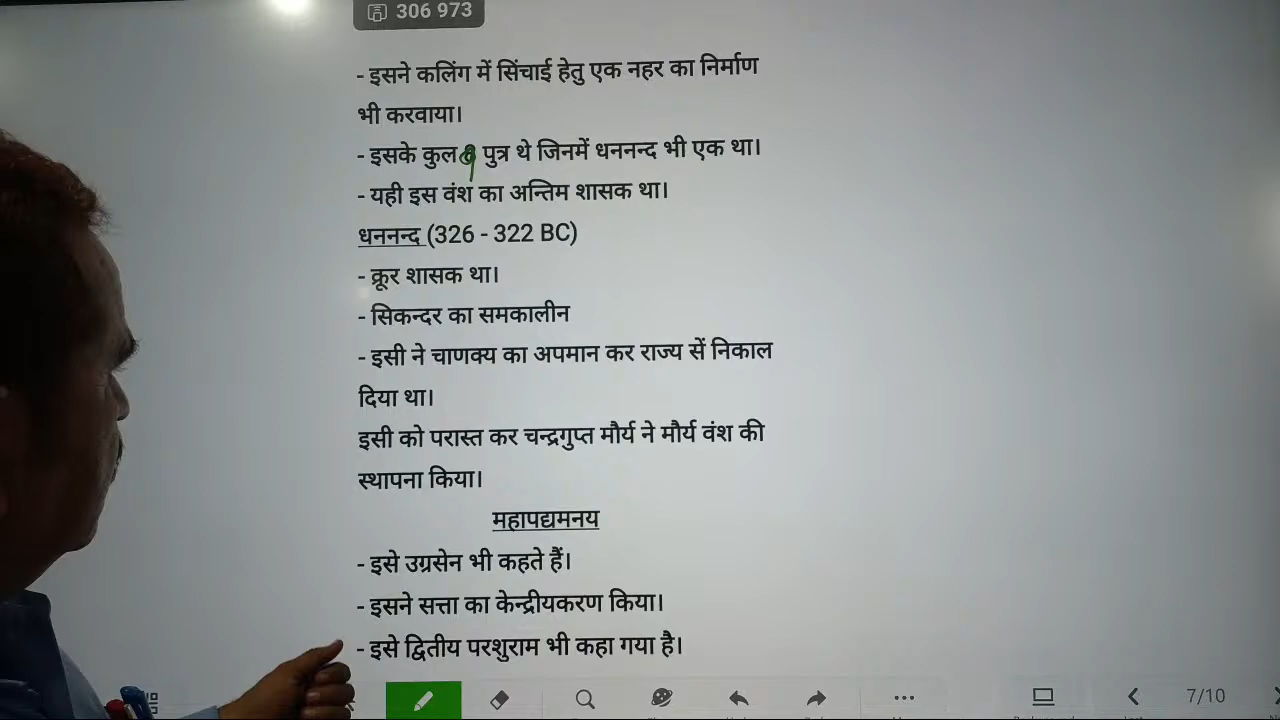 306 973
- इसने कलिंग में सिंचाई हेतु एक नहर का निर्माण
भी करवाया।
- इसके कुल 9 पुत्र थे जिनमें धननन्द भी एक था।
- यही इस वंश का अन्तिम शासक था।
धननन्द (326 - 322 BC)
- क्रूर शासक था।
- सिकन्दर का समकालीन
- इसी ने चाणक्य का अपमान कर राज्य सें निकाल
दिया था।
इसी को परास्त कर चन्द्रगुप्त मौर्य ने मौर्य वंश की
स्थापना किया।
महापद्यमनय
- इसे उग्रसेन भी कहते हैं।
- इसने सत्ता का केन्द्रीयकरण किया।
- इसे द्वितीय परशुराम भी कहा गया है।
7/10